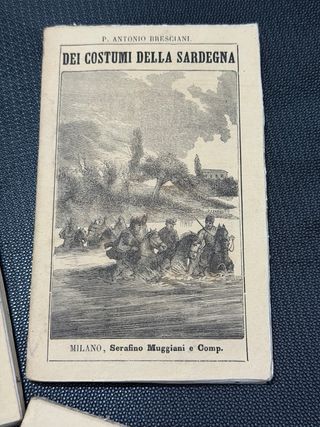 P. ANTONIO BRESCIANI.
DEI COSTUMI DELLA SARDEGNA
MILANO, Serafino Muggiani e Comp.